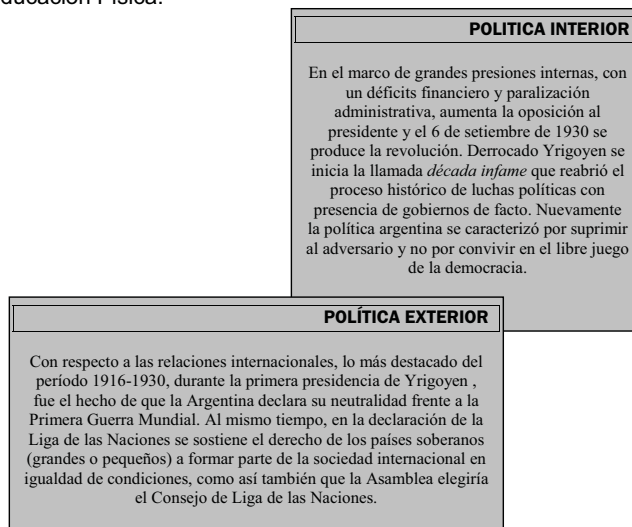 ducación Física.
POLITICA INTERIOR
En el marco de grandes presiones internas, con
un déficits financiero y paralización
administrativa, aumenta la oposición al
presidente y el 6 de setiembre de 1930 se
produce la revolución. Derrocado Yrigoyen se
inicia la llamada década infame que reabrió el
proceso histórico de luchas políticas con
presencia de gobiernos de facto. Nuevamente
la política argentina se caracterizó por suprimir
al adversario y no por convivir en el libre juego
de la democracia.
POLÍTICA EXTERIOR
Con respecto a las relaciones internacionales, lo más destacado del
período 1916-1930, durante la primera presidencia de Yrigoyen ,
fue el hecho de que la Argentina declara su neutralidad frente a la
Primera Guerra Mundial. Al mismo tiempo, en la declaración de la
Liga de las Naciones se sostiene el derecho de los países soberanos
(grandes o pequeños) a formar parte de la sociedad internacional en
igualdad de condiciones, como así también que la Asamblea elegiría
el Consejo de Liga de las Naciones.